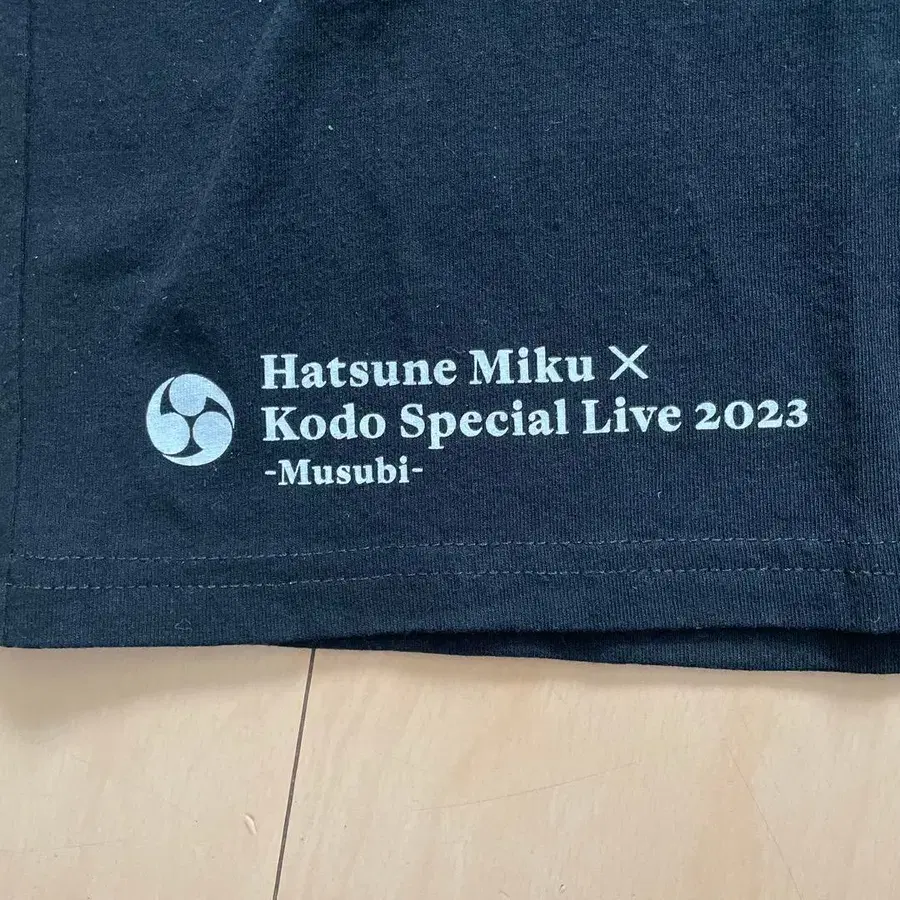 Hatsune Miku ×
Kodo Special Live 2023
-Musubi-